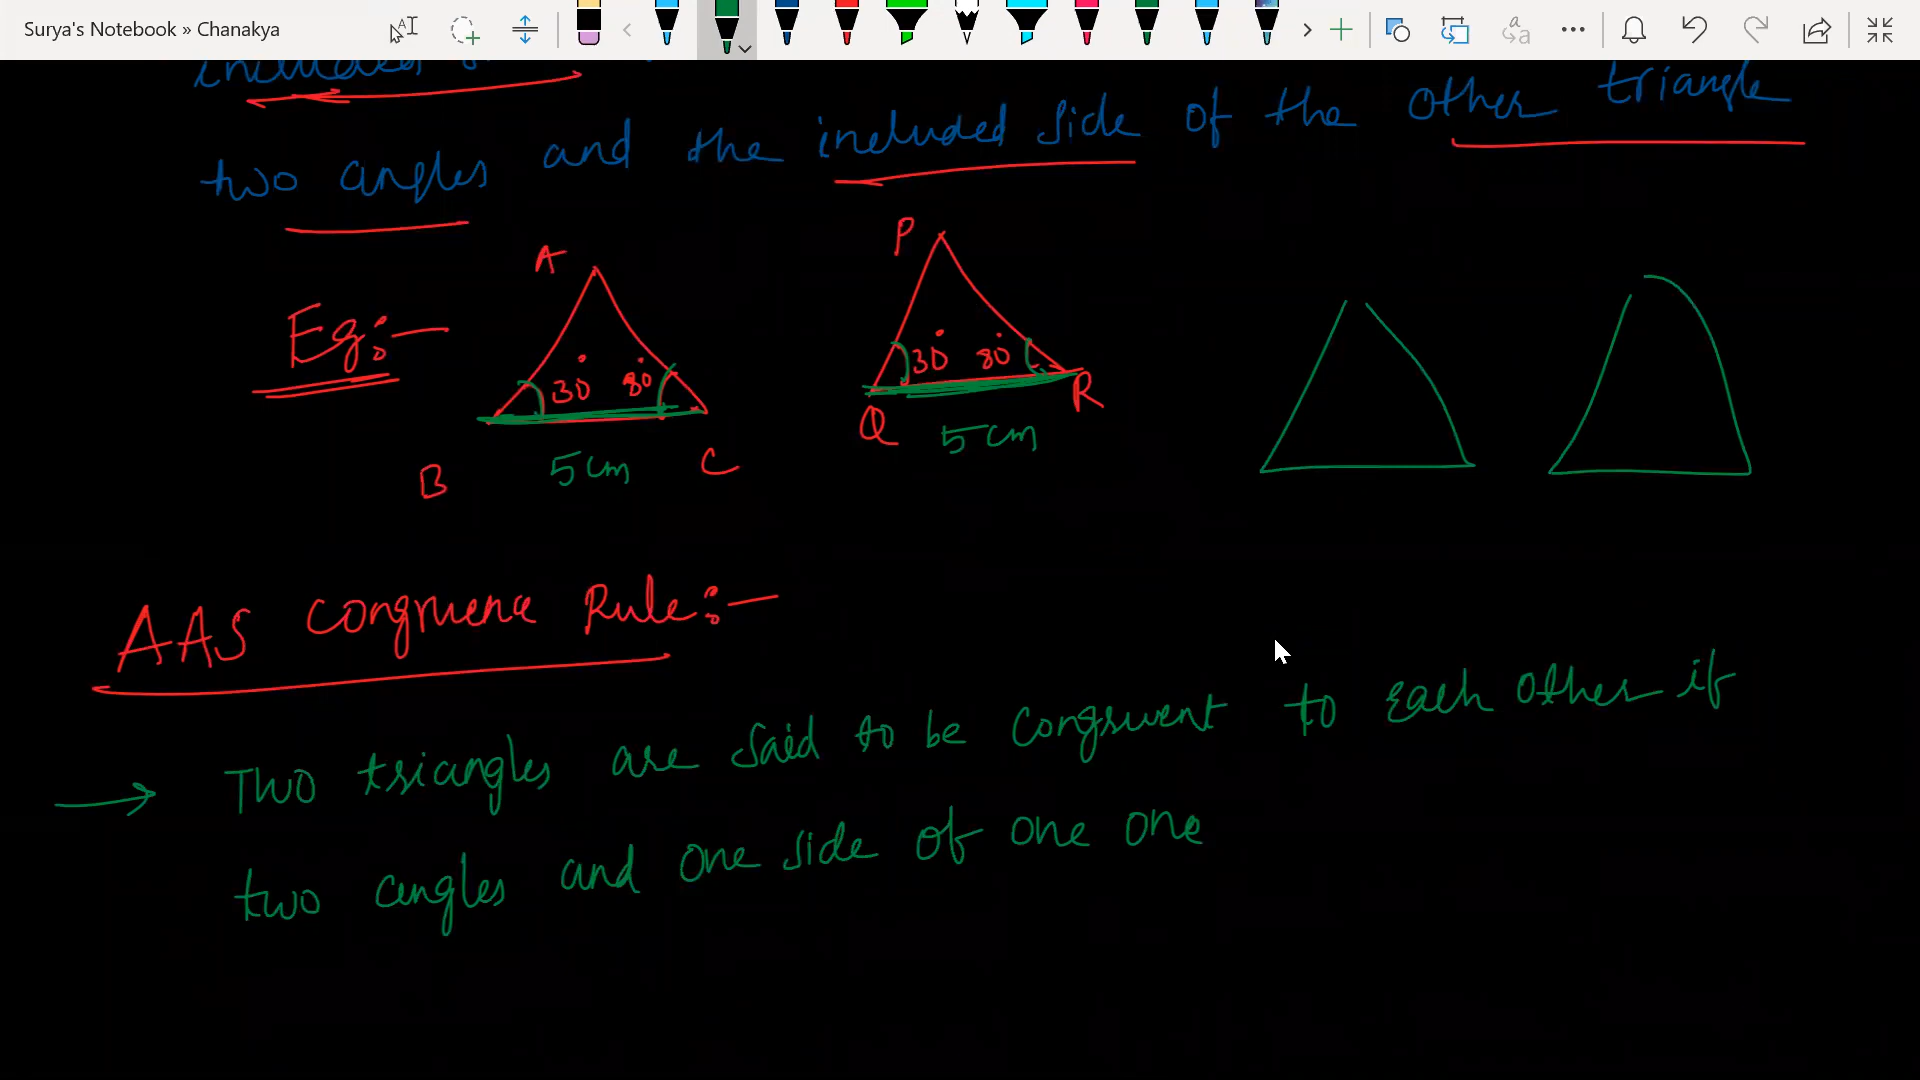 Surya's Notebook » Chanakya
included
two angles and the included side of the other triangle
A
P
Eg:-
30° 80°
30° 80°
B 5 cm C
Q 5 cm R
AAS Congruence Rule:-
→ Two triangles are said to be congruent to each other if
two angles and one side of one one